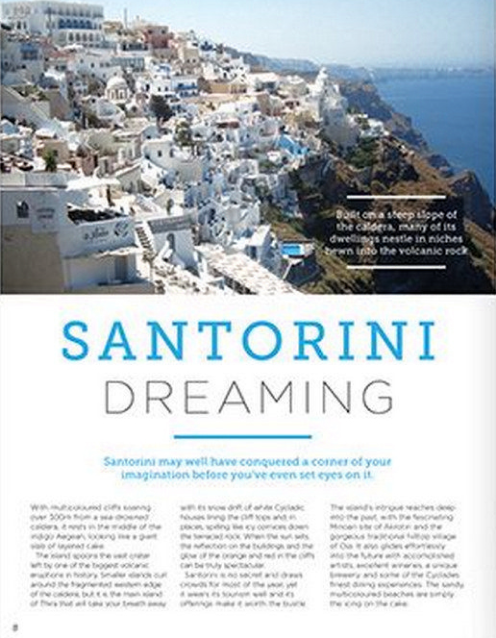 Built on a steep slope of
the caldera, many of its
dwellings nestle in niches
hewn into the volcanic rock
SANTORINI
DREAMING
Santorini may well have conquered a corner of your
imagination before you've even set eyes on it.
With multicoloured cliffs soaring
over 300m from a sea-drowned
caldera, it rests in the middle of the
indigo Aegean, looking like a giant
slab of layered cake.
The island spoons the vast crater
left by one of the biggest volcanic
eruptions in history. Smaller islands curl
around the fragmented western edge
of the caldera, but it is the main island
of Thira that will take your breath away
with its snow drift of white Cycladic
houses lining the cliff tops and, in
places, spilling like icy cornices down
the terraced rock. When the sun sets,
the reflection on the buildings and the
glow of the orange and red in the cliffs
can be truly spectacular.
Santorini is no secret and draws
crowds for most of the year, yet
it wears its tourism well and its
offerings make it worth the bustle.
The island's intrigue reaches deep
into the past, with the fascinating
Minoan site of Akrotiri and the
gorgeous traditional hilltop village
of Oia. It also glides effortlessly
into the future with accomplished
artists, excellent wineries, a unique
brewery and some of the Cyclades'
finest dining experiences. The sandy,
multicoloured beaches are simply
the icing on the cake.
8